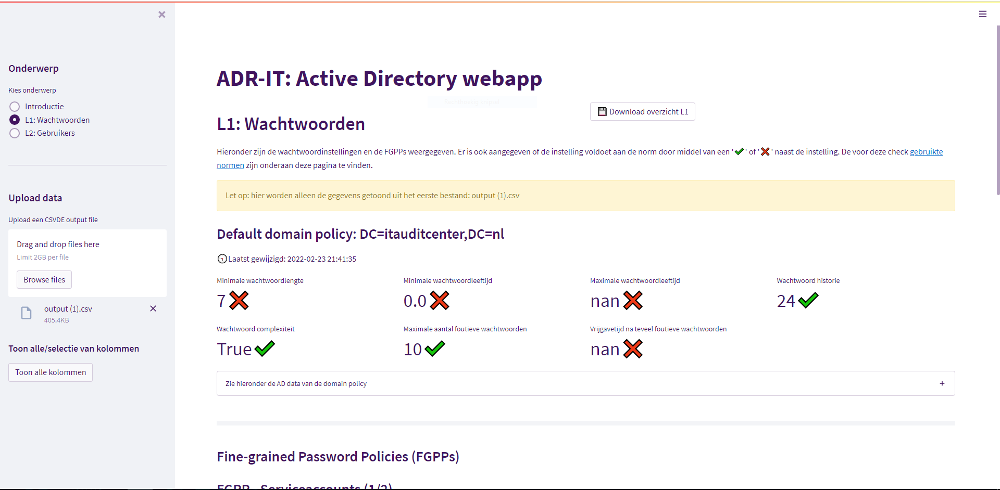 Onderwerp
Kies onderwerp
Introductie
L1: Wachtwoorden
L2: Gebruikers
Upload data
Upload een CSVDE output file
Drag and drop files here
Limit 2GB per file
Browse files
output (1).csv
405.4KB
Toon alle/selectie van kolommen
Toon alle kolommen
ADR-IT: Active Directory webapp
Download overzicht L1
L1: Wachtwoorden
Hieronder zijn de wachtwoordinstellingen en de FGPPs weergegeven. Er is ook aangegeven of de instelling voldoet aan de norm door middel van een '✔' of '❌' naast de instelling. De voor deze check gebruikte
normen zijn onderaan deze pagina te vinden.
Let op: hier worden alleen de gegevens getoond uit het eerste bestand: output (1).csv
Default domain policy: DC=itauditcenter,DC=nl
Laatst gewijzigd: 2022-02-23 21:41:35
Minimale wachtwoordlengte
7 ❌
Minimale wachtwoordleeftijd
0.0 ❌
Maximale wachtwoordleeftijd
nan ❌
Wachtwoord historie
24 ✔
Wachtwoord complexiteit
True ✔
Maximale aantal foutieve wachtwoorden
10 ✔
Vrijgavetijd na teveel foutieve wachtwoorden
nan ❌
Zie hieronder de AD data van de domain policy
Fine-grained Password Policies (FGPPs)
FGPP - Serviceaccounts (1/2)